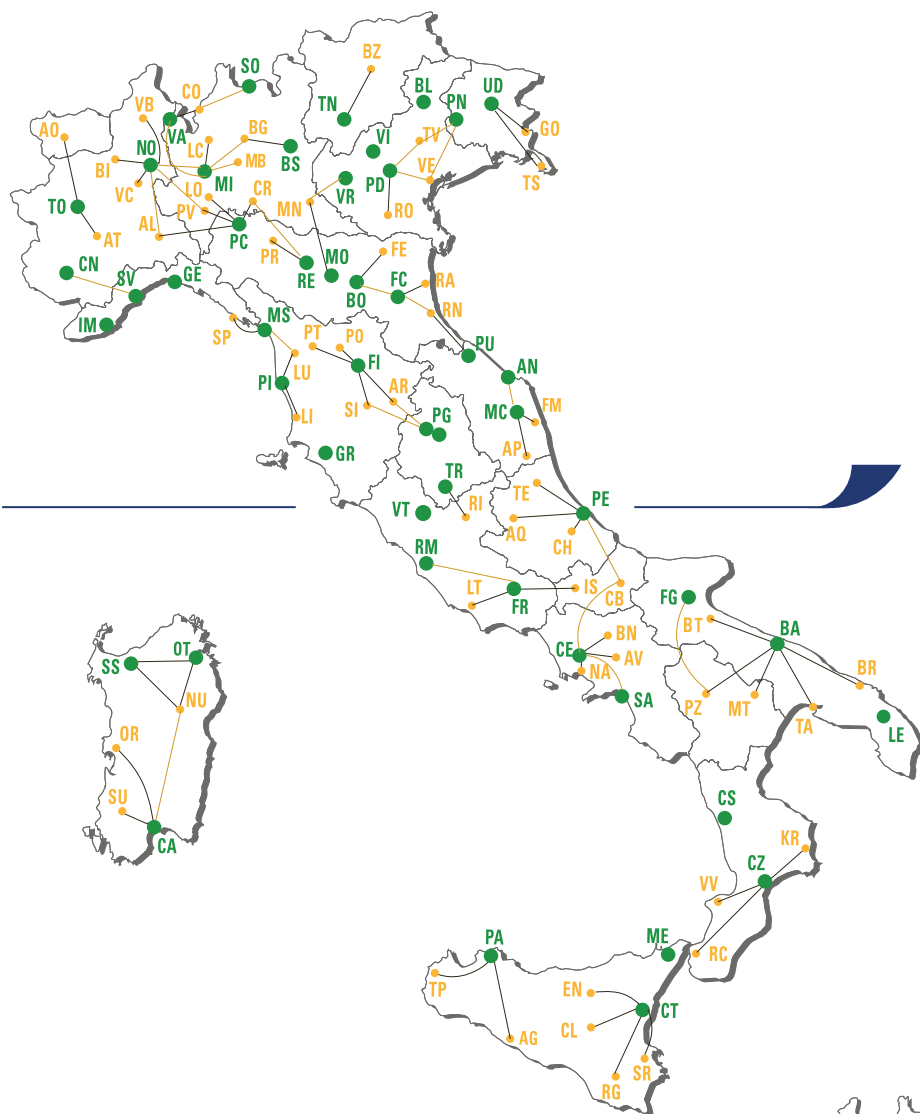 BZ
SO
BL
UD
CO
VB
TN
PN
AO
VA
BG
TV
GO
LC
VI
NO
MB
BS
VE
BI
MI
PD
TS
VC
LO
CR
VR
TO
PV
MN
RO
AL
PC
AT
PR
FE
CN
RE
MO
SV
GE
BO
FC
RA
RN
IM
MS
SP
PT
PO
PU
FI
AN
PI
LU
AR
SI
LI
PG
MC
FM
GR
AP
TR
TE
VT
RI
PE
AQ
CH
RM
LT
FR
IS
CB
FG
BT
BN
BA
CE
AV
NA
BR
SS
OT
NU
SA
PZ
MT
TA
LE
OR
SU
CA
CS
KR
CZ
VV
RC
PA
ME
TP
EN
CT
CL
AG
SR
RG